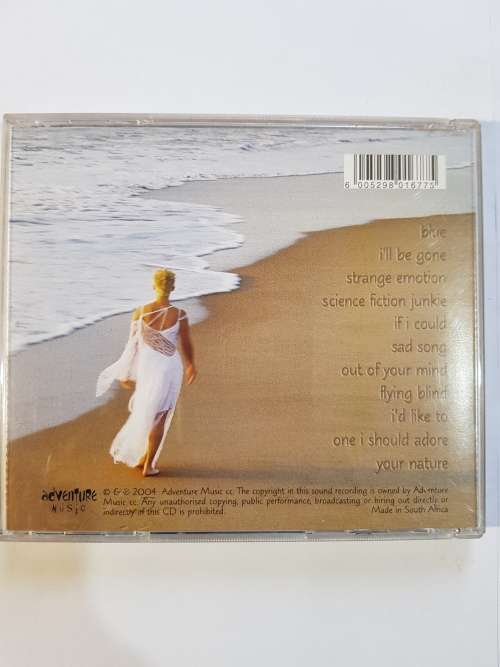 6 005298 016775
blue
i'll be gone
strange emotion
science fiction junkie
if i could
sad song
out of your mind
flying blind
i'd like to
one i should adore
your nature
adventure
MUSIC
© & ℗ 2004 Adventure Music cc. The copyright in this sound recording is owned by Adventure
Music cc. Any unauthorised copying, public performance, broadcasting or hiring out directly or
indirectly of this CD is prohibited.
Made in South Africa